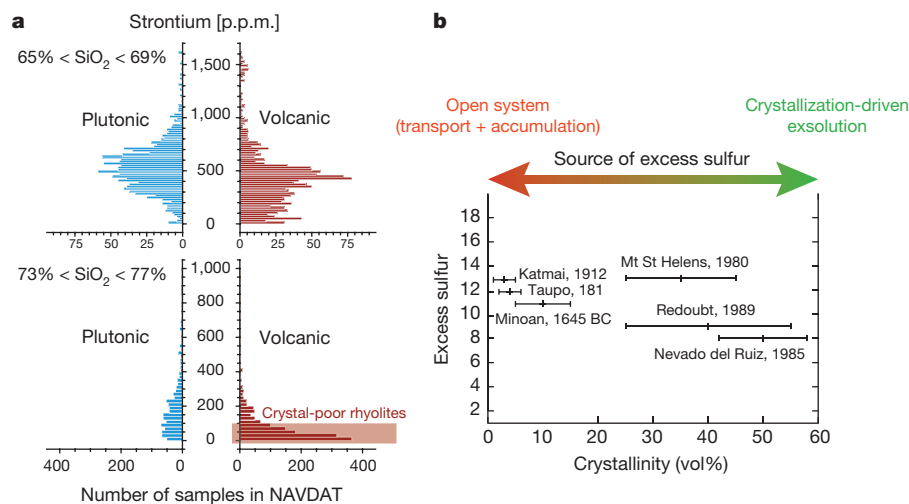 a
Strontium [p.p.m.]
65% < SiO2 < 69%
Plutonic
Volcanic
1,500
1,000
500
0
75 50 25 0
0 25 50 75
73% < SiO2 < 77%
Plutonic
Volcanic
1,000
800
600
400
200
0
Crystal-poor rhyolites
400 200 0
0 200 400
Number of samples in NAVDAT
b
Open system
(transport + accumulation)
Crystallization-driven
exsolution
Source of excess sulfur
Excess sulfur
18
16
14
12
10
8
6
4
2
Katmai, 1912
Taupo, 181
Minoan, 1645 BC
Mt St Helens, 1980
Redoubt, 1989
Nevado del Ruiz, 1985
0 10 20 30 40 50 60
Crystallinity (vol%)